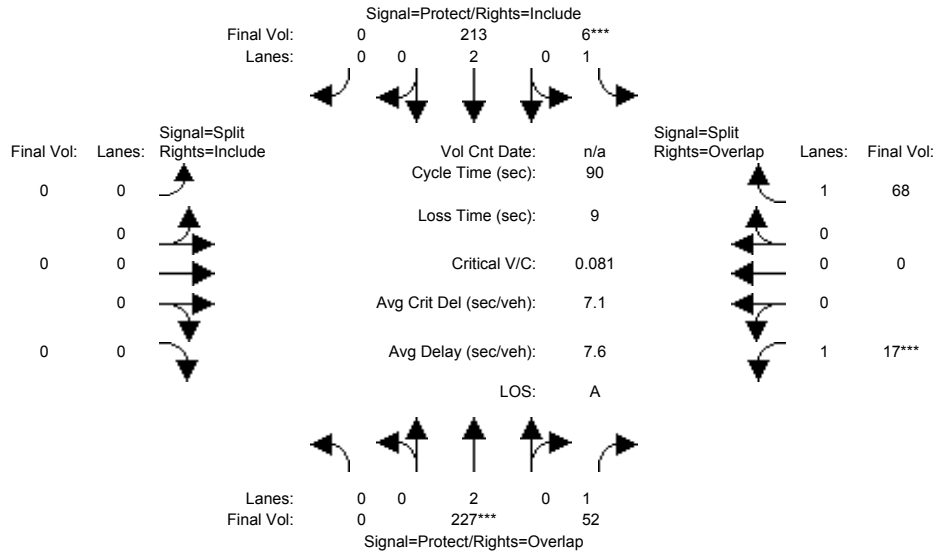 Signal=Protect/Rights=Include
Final Vol: 0 213 6***
Lanes: 0 0 2 0 1
Signal=Split
Final Vol: Lanes: Rights=Include
Vol Cnt Date: n/a
Signal=Split
Rights=Overlap Lanes: Final Vol:
Cycle Time (sec): 90
0 0 1 68
Loss Time (sec): 9
0 0
0 0 Critical V/C: 0.081 0 0
0 Avg Crit Del (sec/veh): 7.1 0
0 0 Avg Delay (sec/veh): 7.6 1 17***
LOS: A
Lanes: 0 0 2 0 1
Final Vol: 0 227*** 52
Signal=Protect/Rights=Overlap